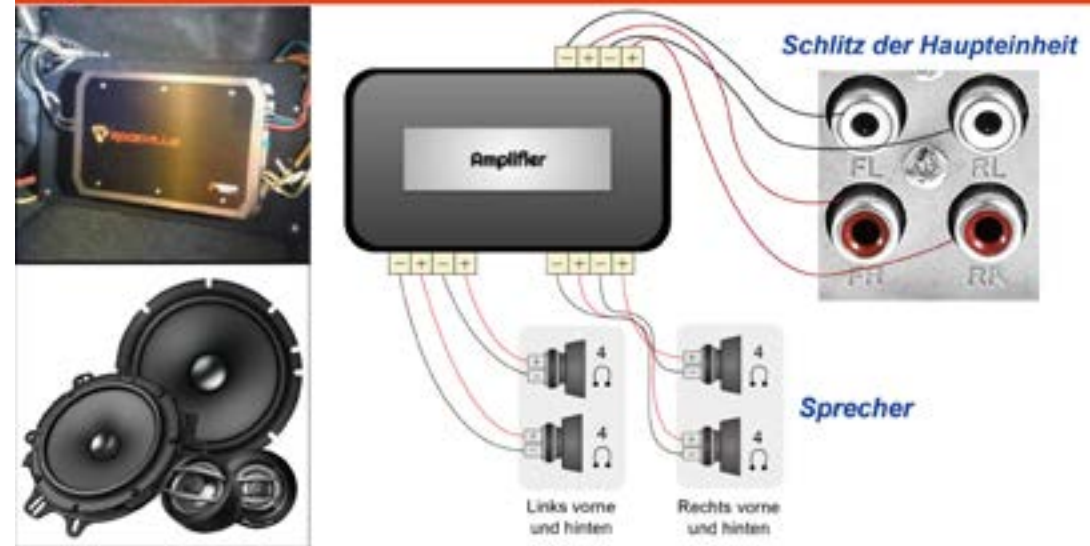 Schlitz der Haupteinheit
ROCKVILLE
Amplifier
- + - +
FL
RL
FR
RR
- + - +
- + - +
+
-
4
Ω
+
-
4
Ω
+
-
4
Ω
+
-
4
Ω
Sprecher
Links vorne
und hinten
Rechts vorne
und hinten